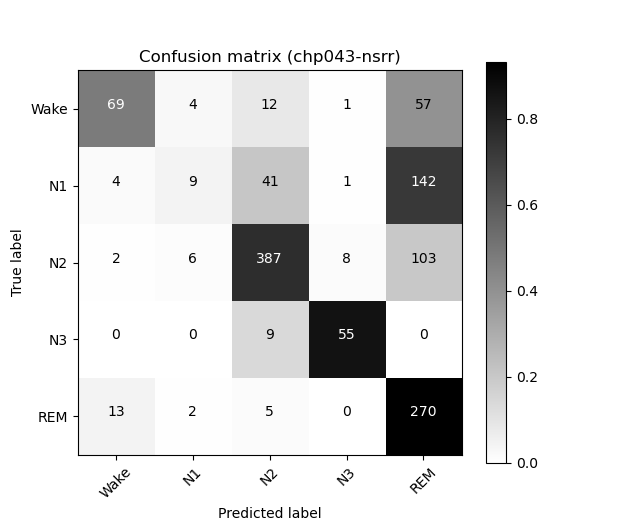 Confusion matrix (chp043-nsrr)
Wake 69 4 12 1 57
N1 4 9 41 1 142
N2 2 6 387 8 103
N3 0 0 9 55 0
REM 13 2 5 0 270
Wake N1 N2 N3 REM
True label
Predicted label
0.8
0.6
0.4
0.2
0.0